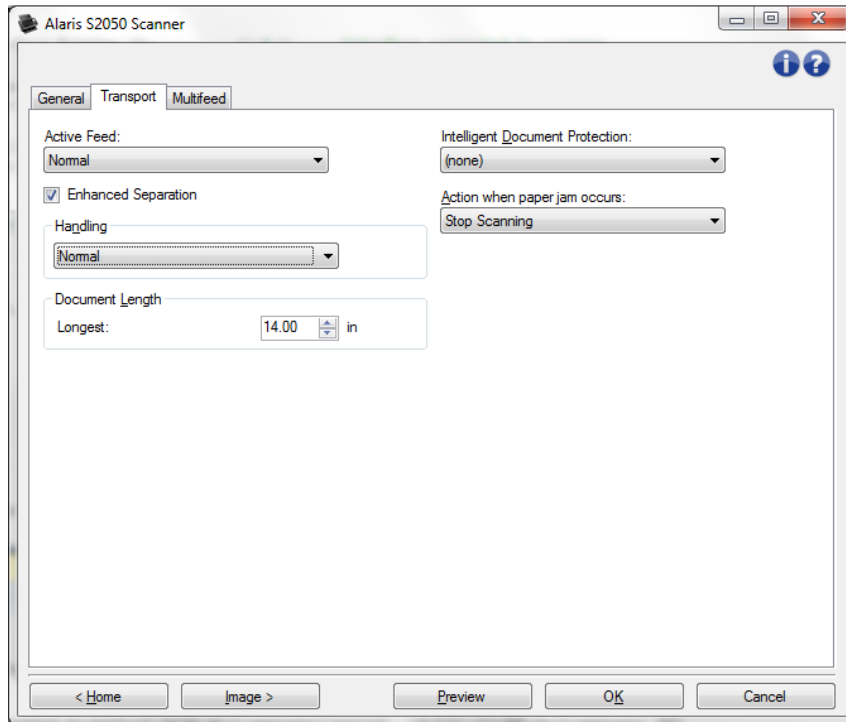 Alaris S2050 Scanner
General Transport Multifeed
Active Feed:
Normal
Enhanced Separation
Handling
Normal
Document Length
Longest: 14.00 in
Intelligent Document Protection:
(none)
Action when paper jam occurs:
Stop Scanning
< Home Image > Preview OK Cancel